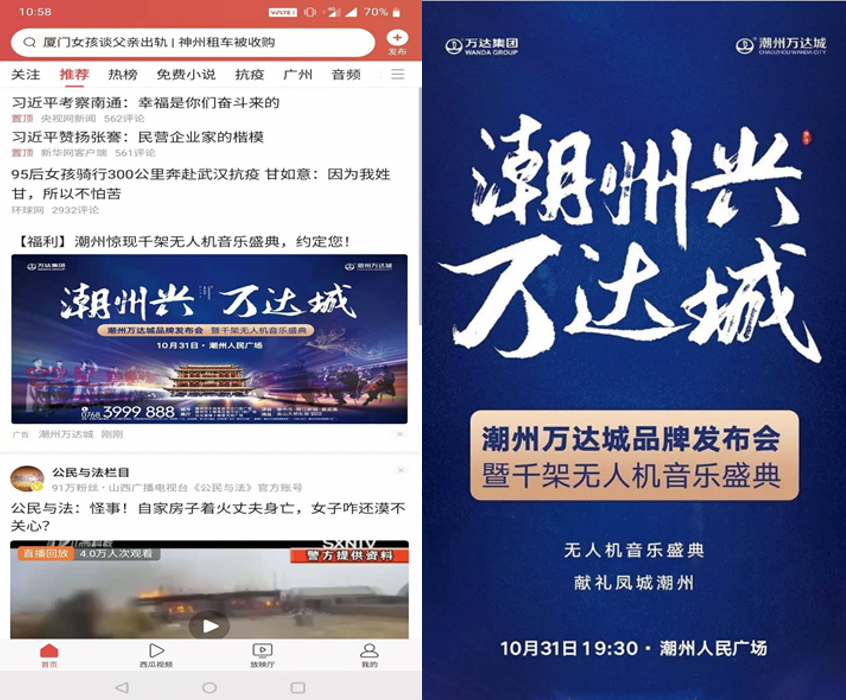 10:58
VoLTE
4G
70%
厦门女孩谈父亲出轨 | 神州租车被收购
发布
关注 推荐 热榜 免费小说 抗疫 广州 音频
习近平考察南通：幸福是你们奋斗来的
置顶 央视网新闻 562评论
习近平赞扬张謇：民营企业家的楷模
置顶 新华网客户端 561评论
95后女孩骑行300公里奔赴武汉抗疫 甘如意：因为我姓
甘，所以不怕苦
环球网 2932评论
【福利】潮州惊现千架无人机音乐盛典，约定您！
万达集团
WANDA GROUP
潮州万达城
潮州兴 万达城
潮州万达城品牌发布会 暨千架无人机音乐盛典
10月31日·潮州人民广场
0768 3999 888
广告 潮州万达城 刚刚
公民与法栏目
91万粉丝·山西广播电视台《公民与法》官方账号
公民与法：怪事！自家房子着火丈夫身亡，女子咋还漠不
关心？
直播回放 4.0万人次观看
SXNTV
警方提供资料
首页 西瓜视频 放映厅 我的
万达集团
WANDA GROUP
潮州万达城
CHAOZHOU WANDA CITY
潮州兴
万达城
潮州万达城品牌发布会
暨千架无人机音乐盛典
无人机音乐盛典
献礼凤城潮州
10月31日19:30·潮州人民广场